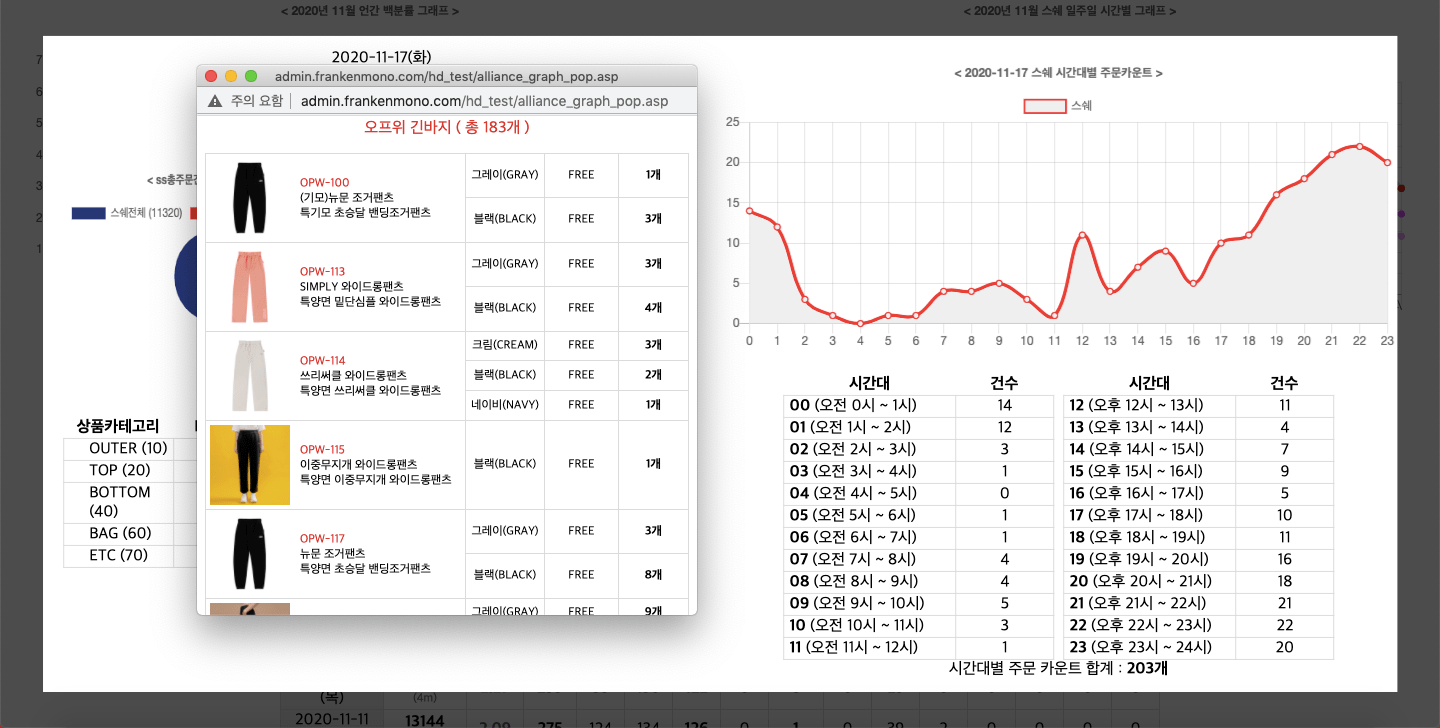 < 2020년 11월 언간 백분률 그래프 >
< 2020년 11월 스쉐 일주일 시간별 그래프 >
2020-11-17(화)
admin.frankenmono.com/hd_test/alliance_graph_pop.asp
주의 요함 | admin.frankenmono.com/hd_test/alliance_graph_pop.asp
오프위 긴바지 ( 총 183개 )
OPW-100
(기모)뉴문 조거팬츠
특기모 초승달 밴딩조거팬츠
그레이(GRAY) FREE 1개
블랙(BLACK) FREE 3개
OPW-113
SIMPLY 와이드롱팬츠
특양면 밑단심플 와이드롱팬츠
그레이(GRAY) FREE 3개
블랙(BLACK) FREE 4개
OPW-114
쓰리써클 와이드롱팬츠
특양면 쓰리써클 와이드롱팬츠
크림(CREAM) FREE 3개
블랙(BLACK) FREE 2개
네이비(NAVY) FREE 1개
OPW-115
이중무지개 와이드롱팬츠
특양면 이중무지개 와이드롱팬츠
블랙(BLACK) FREE 1개
OPW-117
뉴문 조거팬츠
특양면 초승달 밴딩조거팬츠
그레이(GRAY) FREE 3개
블랙(BLACK) FREE 8개
그레이(GRAY) FREE 9개
7
6
5
4
3
2
1
< ss총주문
스쉐전체 (11320)
상품카테고리
OUTER (10)
TOP (20)
BOTTOM
(40)
BAG (60)
ETC (70)
< 2020-11-17 스쉐 시간대별 주문카운트 >
스쉐
25
20
15
10
5
0
0 1 2 3 4 5 6 7 8 9 10 11 12 13 14 15 16 17 18 19 20 21 22 23
시간대 건수 시간대 건수
00 (오전 0시 ~ 1시) 14 12 (오후 12시 ~ 13시) 11
01 (오전 1시 ~ 2시) 12 13 (오후 13시 ~ 14시) 4
02 (오전 2시 ~ 3시) 3 14 (오후 14시 ~ 15시) 7
03 (오전 3시 ~ 4시) 1 15 (오후 15시 ~ 16시) 9
04 (오전 4시 ~ 5시) 0 16 (오후 16시 ~ 17시) 5
05 (오전 5시 ~ 6시) 1 17 (오후 17시 ~ 18시) 10
06 (오전 6시 ~ 7시) 1 18 (오후 18시 ~ 19시) 11
07 (오전 7시 ~ 8시) 4 19 (오후 19시 ~ 20시) 16
08 (오전 8시 ~ 9시) 4 20 (오후 20시 ~ 21시) 18
09 (오전 9시 ~ 10시) 5 21 (오후 21시 ~ 22시) 21
10 (오전 10시 ~ 11시) 3 22 (오후 22시 ~ 23시) 22
11 (오전 11시 ~ 12시) 1 23 (오후 23시 ~ 24시) 20
시간대별 주문 카운트 합계 : 203개
(목) (4m)
2020-11-11 13144 2.09 275 124 134 126 0 1 0 39 2 0 0 0 0